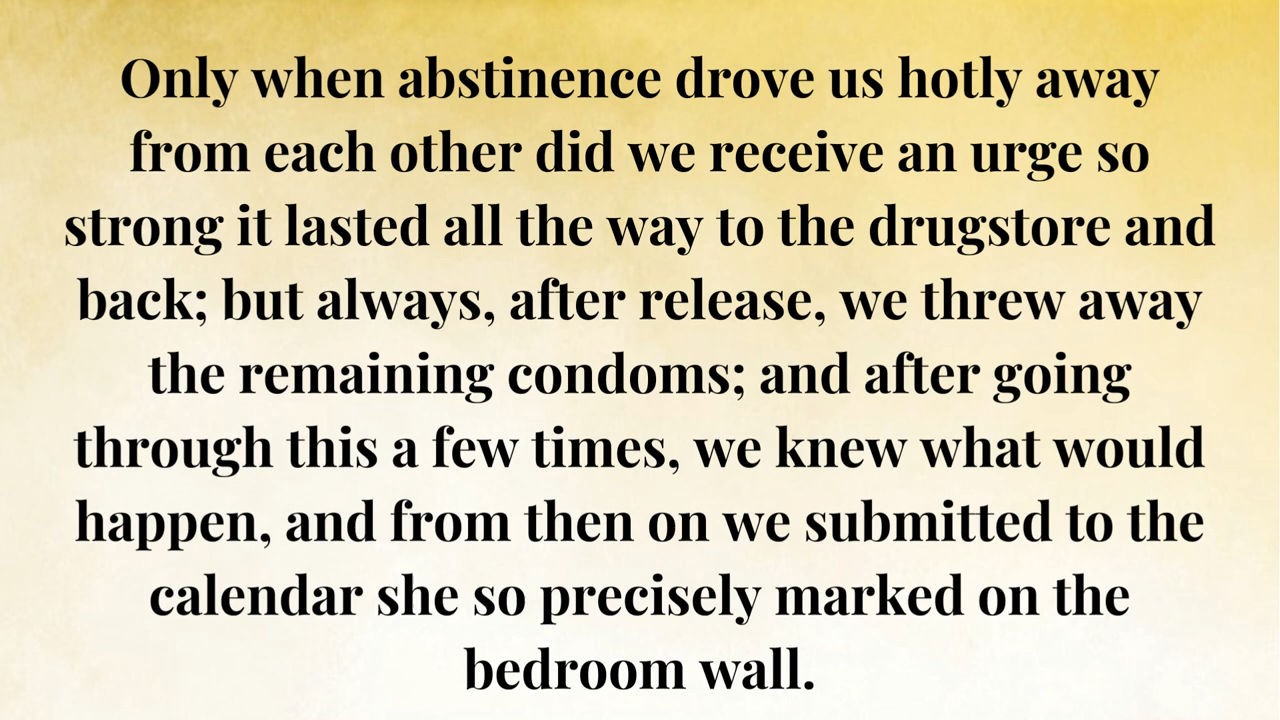 Only when abstinence drove us hotly away
from each other did we receive an urge so
strong it lasted all the way to the drugstore and
back; but always, after release, we threw away
the remaining condoms; and after going
through this a few times, we knew what would
happen, and from then on we submitted to the
calendar she so precisely marked on the
bedroom wall.